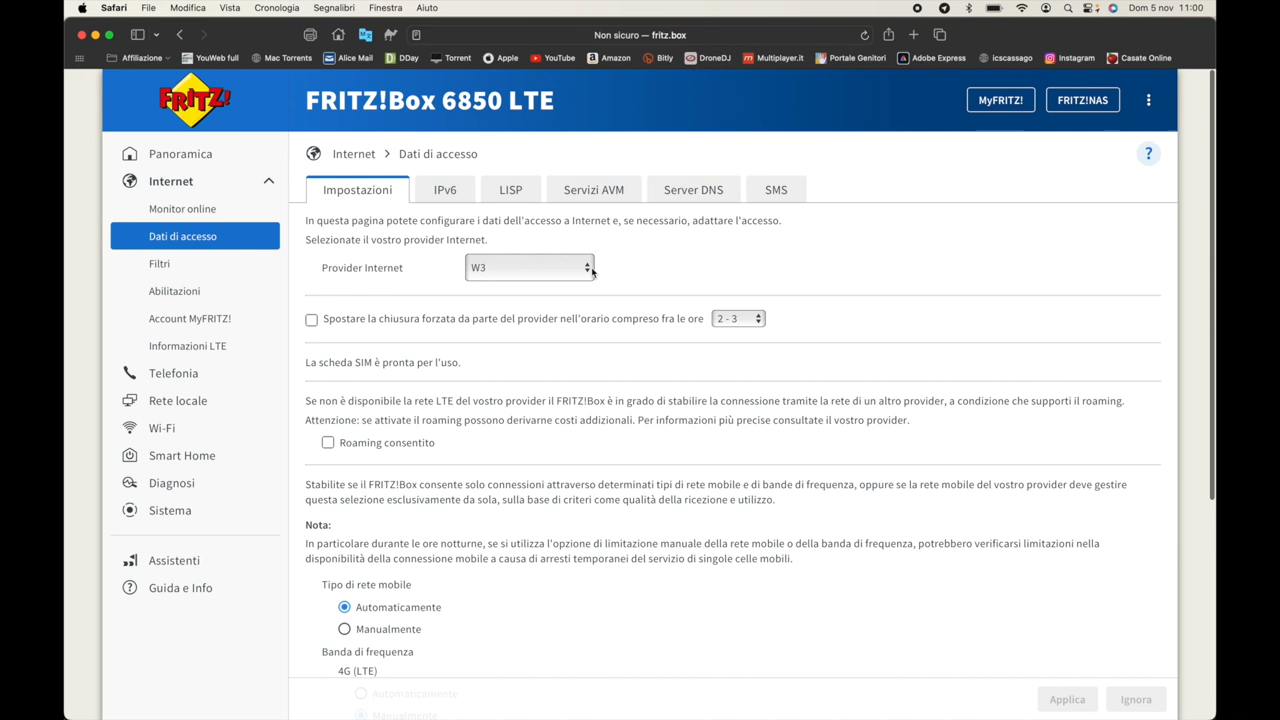 Safari File Modifica Vista Cronologia Segnalibri Finestra Aiuto Dom 5 nov 11:00
Non sicuro — fritz.box
Affiliazione YouWeb full Mac Torrents Alice Mail DDay Torrent Apple YouTube Amazon Bitly DroneDJ Multiplayer.it Portale Genitori Adobe Express icscassago Instagram Casate Online
FRITZ!
FRITZ!Box 6850 LTE
MyFRITZ!
FRITZ!NAS
Panoramica
Internet
Monitor online
Dati di accesso
Filtri
Abilitazioni
Account MyFRITZ!
Informazioni LTE
Telefonia
Rete locale
Wi-Fi
Smart Home
Diagnosi
Sistema
Assistenti
Guida e Info
Internet > Dati di accesso
?
Impostazioni IPv6 LISP Servizi AVM Server DNS SMS
In questa pagina potete configurare i dati dell'accesso a Internet e, se necessario, adattare l'accesso.
Selezionate il vostro provider Internet.
Provider Internet W3
Spostare la chiusura forzata da parte del provider nell'orario compreso fra le ore 2 - 3
La scheda SIM è pronta per l'uso.
Se non è disponibile la rete LTE del vostro provider il FRITZ!Box è in grado di stabilire la connessione tramite la rete di un altro provider, a condizione che supporti il roaming.
Attenzione: se attivate il roaming possono derivarne costi addizionali. Per informazioni più precise consultate il vostro provider.
Roaming consentito
Stabilite se il FRITZ!Box consente solo connessioni attraverso determinati tipi di rete mobile e di bande di frequenza, oppure se la rete mobile del vostro provider deve gestire
questa selezione esclusivamente da sola, sulla base di criteri come qualità della ricezione e utilizzo.
Nota:
In particolare durante le ore notturne, se si utilizza l'opzione di limitazione manuale della rete mobile o della banda di frequenza, potrebbero verificarsi limitazioni nella
disponibilità della connessione mobile a causa di arresti temporanei del servizio di singole celle mobili.
Tipo di rete mobile
Automaticamente
Manualmente
Banda di frequenza
4G (LTE)
Automaticamente
Manualmente
Applica
Ignora